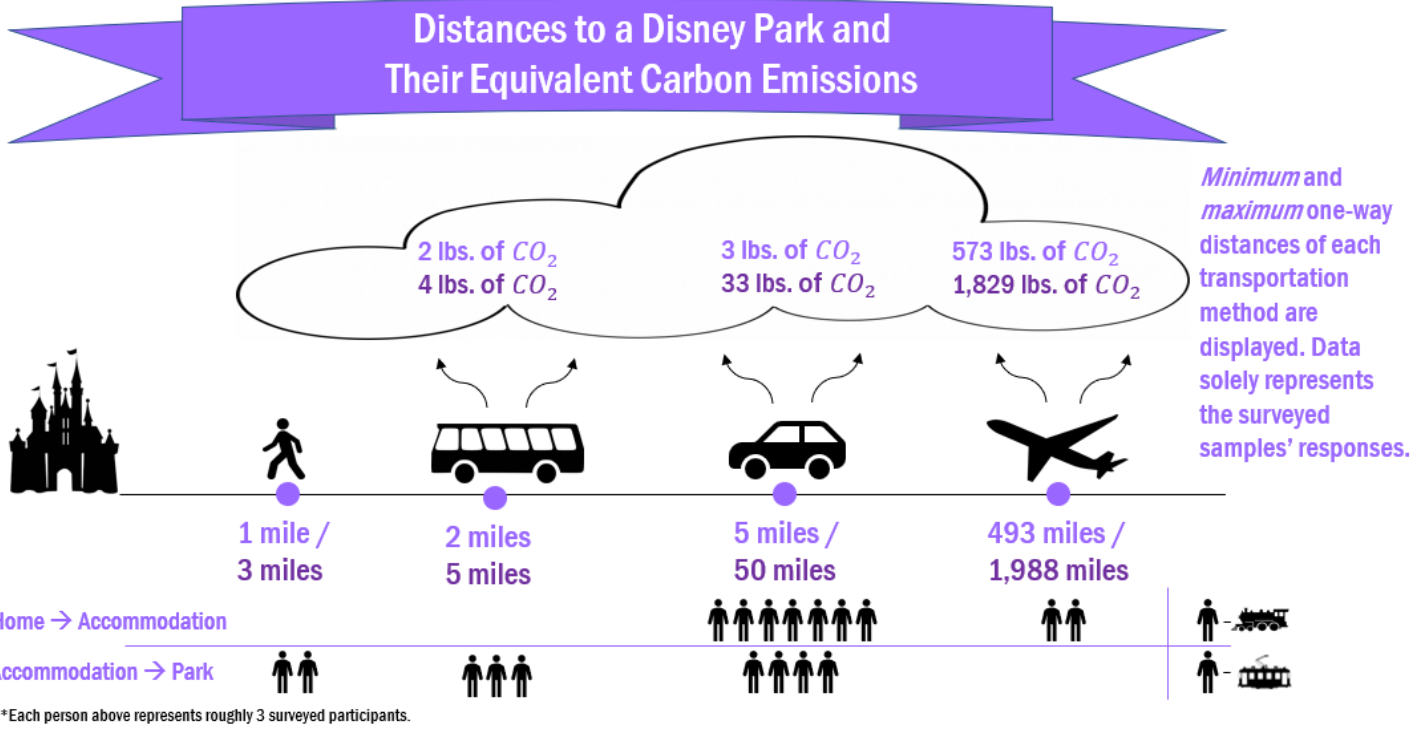 Distances to a Disney Park and
Their Equivalent Carbon Emissions
Minimum and
maximum one-way
distances of each
transportation
method are
displayed. Data
solely represents
the surveyed
samples' responses.
2 lbs. of CO₂
4 lbs. of CO₂
3 lbs. of CO₂
33 lbs. of CO₂
573 lbs. of CO₂
1,829 lbs. of CO₂
1 mile /
3 miles
2 miles
5 miles
5 miles /
50 miles
493 miles /
1,988 miles
Home → Accommodation
Accommodation → Park
*Each person above represents roughly 3 surveyed participants.